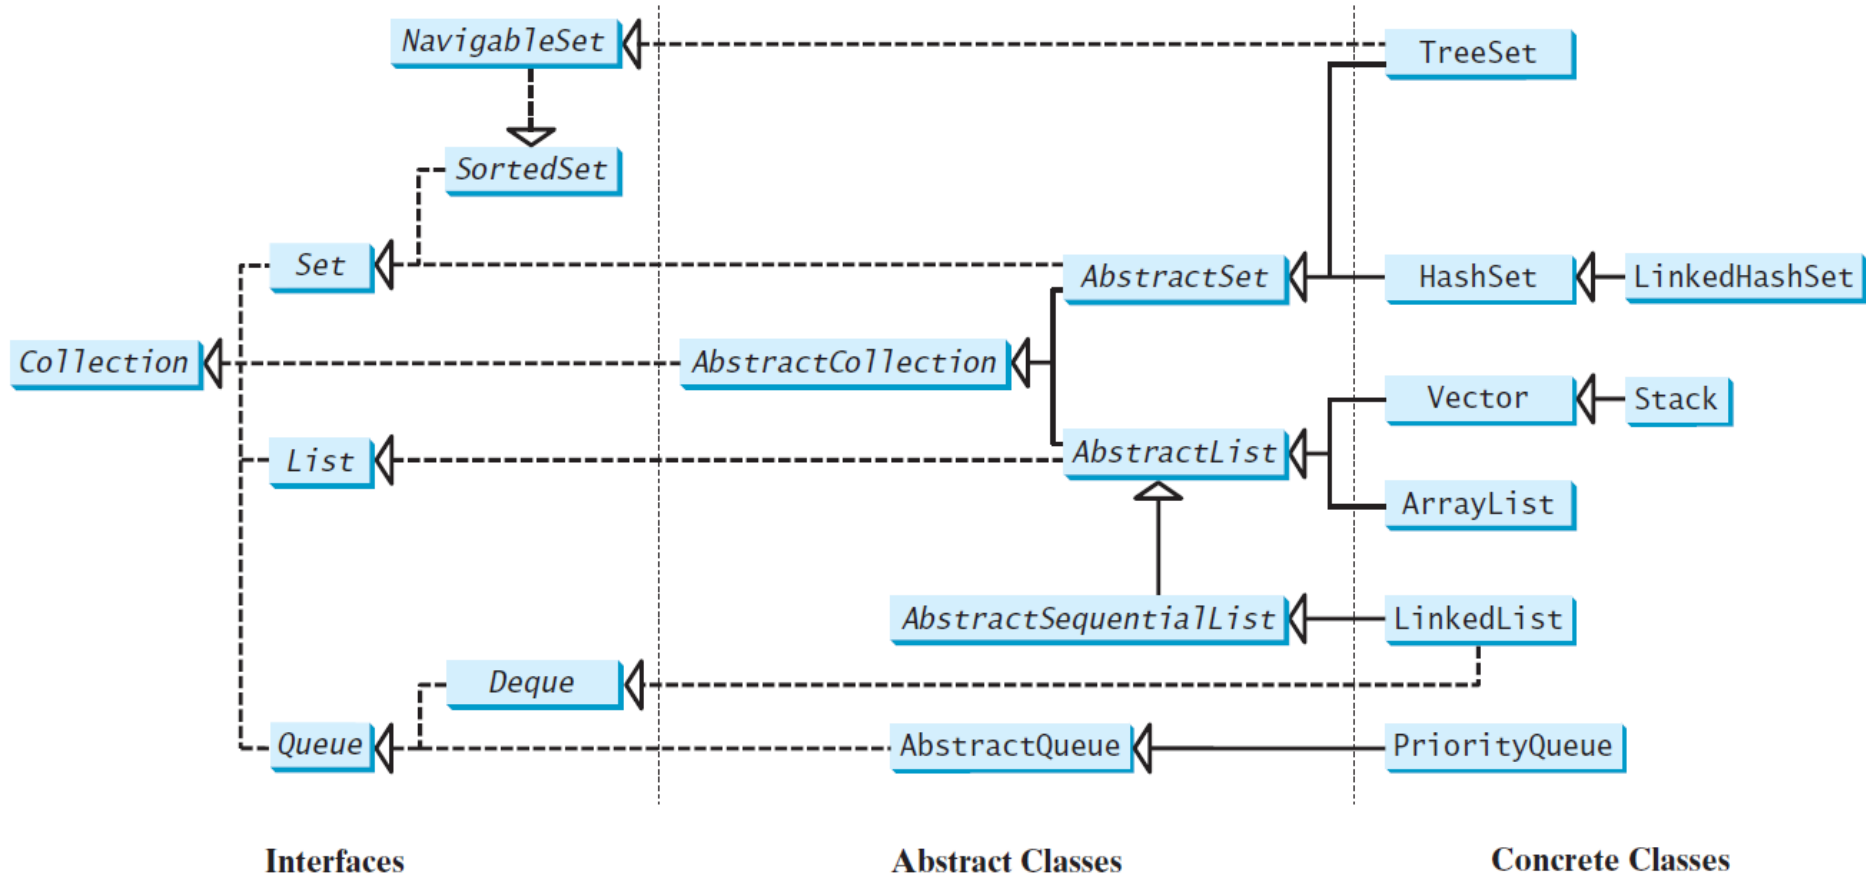 NavigableSet
TreeSet
SortedSet
Set
AbstractSet
HashSet
LinkedHashSet
Collection
AbstractCollection
Vector
Stack
List
AbstractList
ArrayList
AbstractSequentialList
LinkedList
Deque
Queue
AbstractQueue
PriorityQueue
Interfaces
Abstract Classes
Concrete Classes